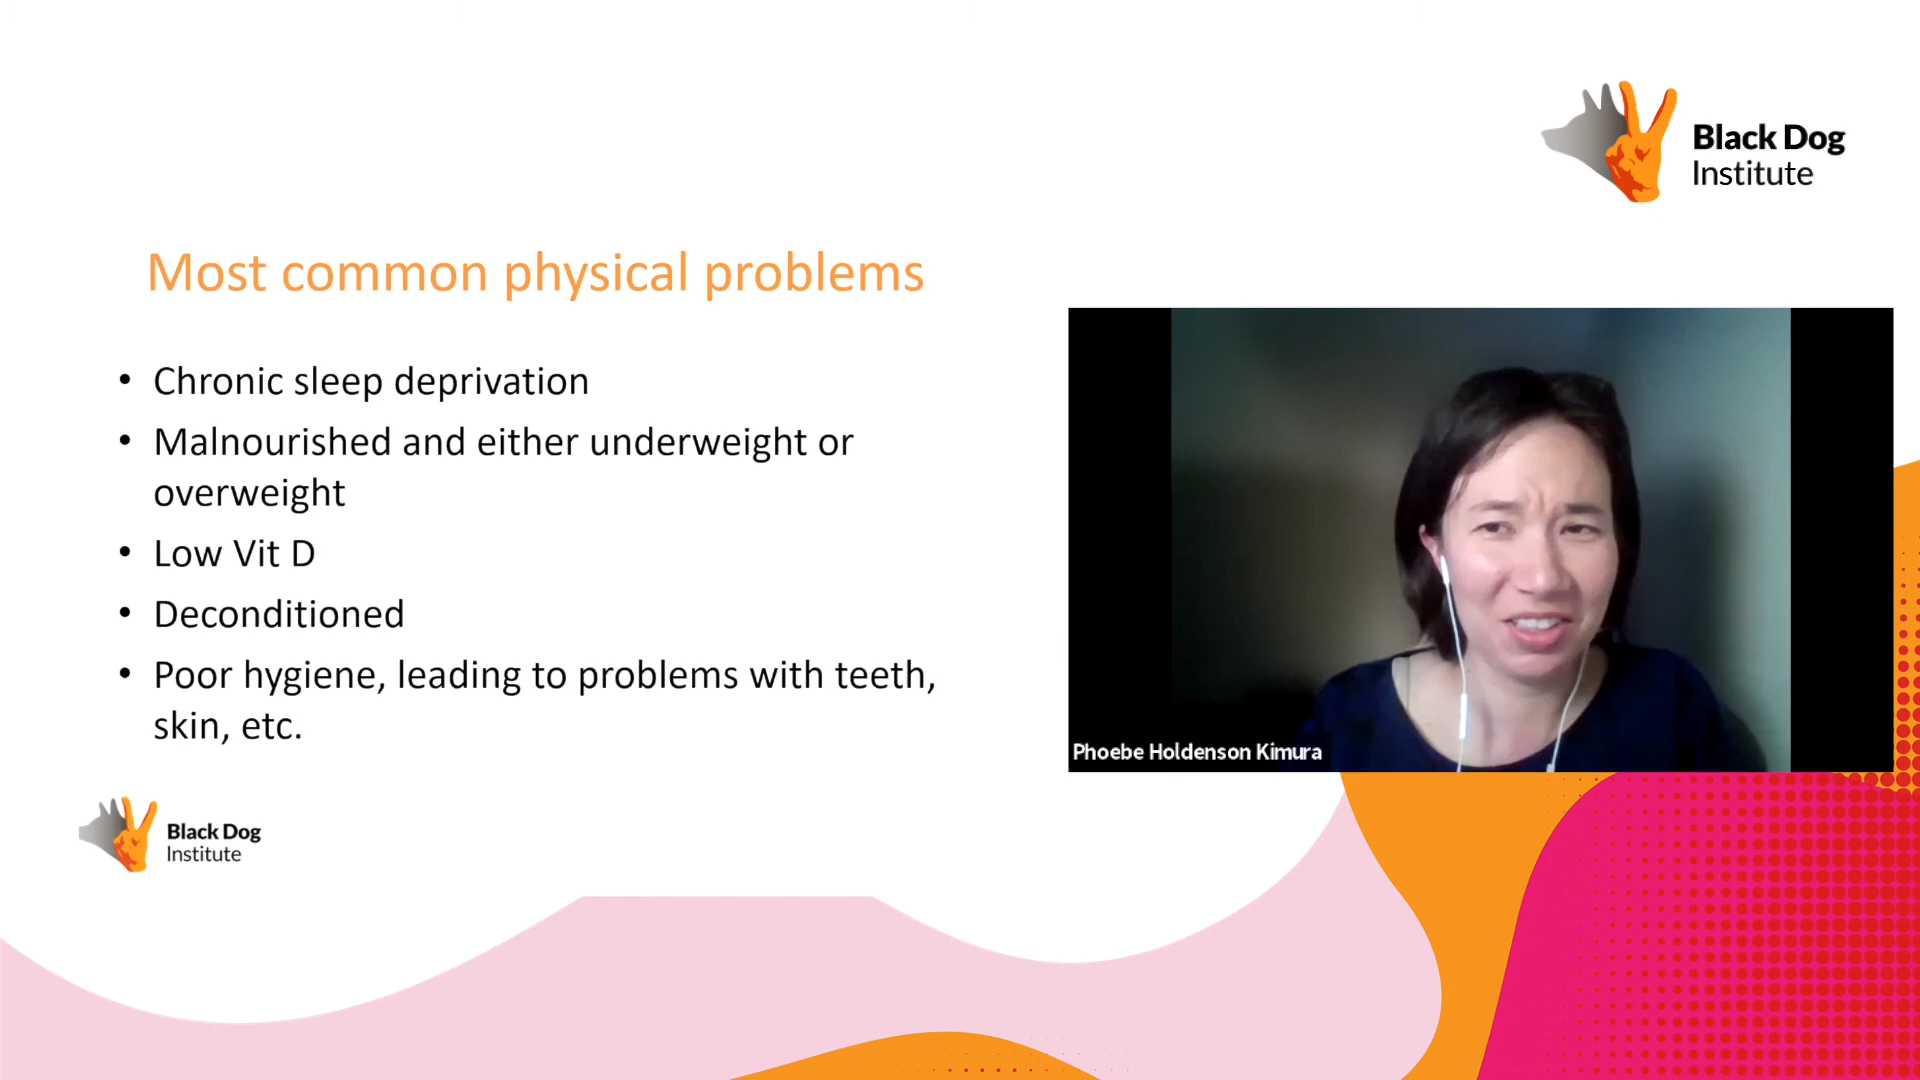 Black Dog
Institute
Most common physical problems
• Chronic sleep deprivation
• Malnourished and either underweight or
overweight
• Low Vit D
• Deconditioned
• Poor hygiene, leading to problems with teeth,
skin, etc.
Phoebe Holdenson Kimura
Black Dog
Institute